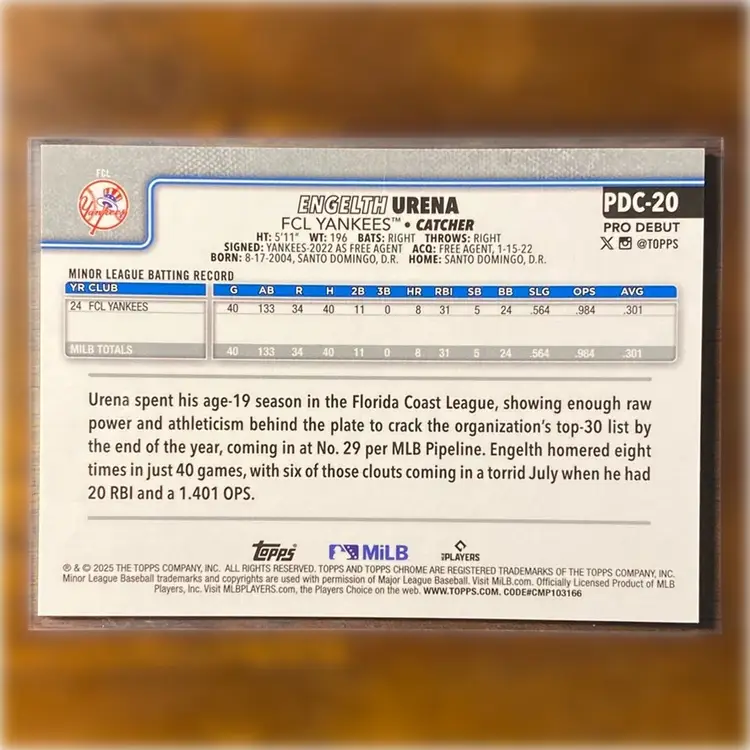 FCL
Yankees
ENGELTH URENA
PDC-20
FCL YANKEES™ • CATCHER
PRO DEBUT
HT: 5'11" WT: 196 BATS: RIGHT THROWS: RIGHT
@TOPPS
SIGNED: YANKEES-2022 AS FREE AGENT ACQ: FREE AGENT, 1-15-22
BORN: 8-17-2004, SANTO DOMINGO, D.R. HOME: SANTO DOMINGO, D.R.
MINOR LEAGUE BATTING RECORD
YR CLUB G AB R H 2B 3B HR RBI SB BB SLG OPS AVG
24 FCL YANKEES 40 133 34 40 11 0 8 31 5 24 .564 .984 .301
MiLB TOTALS 40 133 34 40 11 0 8 31 5 24 .564 .984 .301
Urena spent his age-19 season in the Florida Coast League, showing enough raw
power and athleticism behind the plate to crack the organization's top-30 list by
the end of the year, coming in at No. 29 per MLB Pipeline. Engelth homered eight
times in just 40 games, with six of those clouts coming in a torrid July when he had
20 RBI and a 1.401 OPS.
Topps MiLB PLAYERS
® & © 2025 THE TOPPS COMPANY, INC. ALL RIGHTS RESERVED. TOPPS AND TOPPS CHROME ARE REGISTERED TRADEMARKS OF THE TOPPS COMPANY, INC.
Minor League Baseball trademarks and copyrights are used with permission of Major League Baseball. Visit MiLB.com. Officially Licensed Product of MLB
Players, Inc. Visit MLBPLAYERS.com, the Players Choice on the web. WWW.TOPPS.COM. CODE#CMP103166